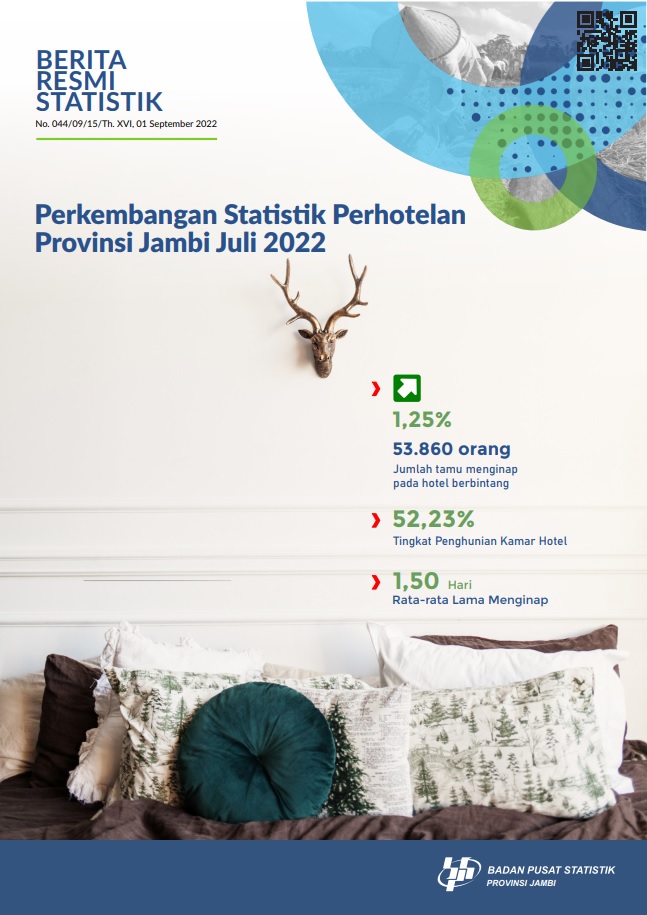 BERITA
RESMI
STATISTIK
No. 044/09/15/Th. XVI, 01 September 2022
Perkembangan Statistik Perhotelan
Provinsi Jambi Juli 2022
1,25%
53.860 orang
Jumlah tamu menginap
pada hotel berbintang
52,23%
Tingkat Penghunian Kamar Hotel
1,50 Hari
Rata-rata Lama Menginap
BADAN PUSAT STATISTIK
PROVINSI JAMBI